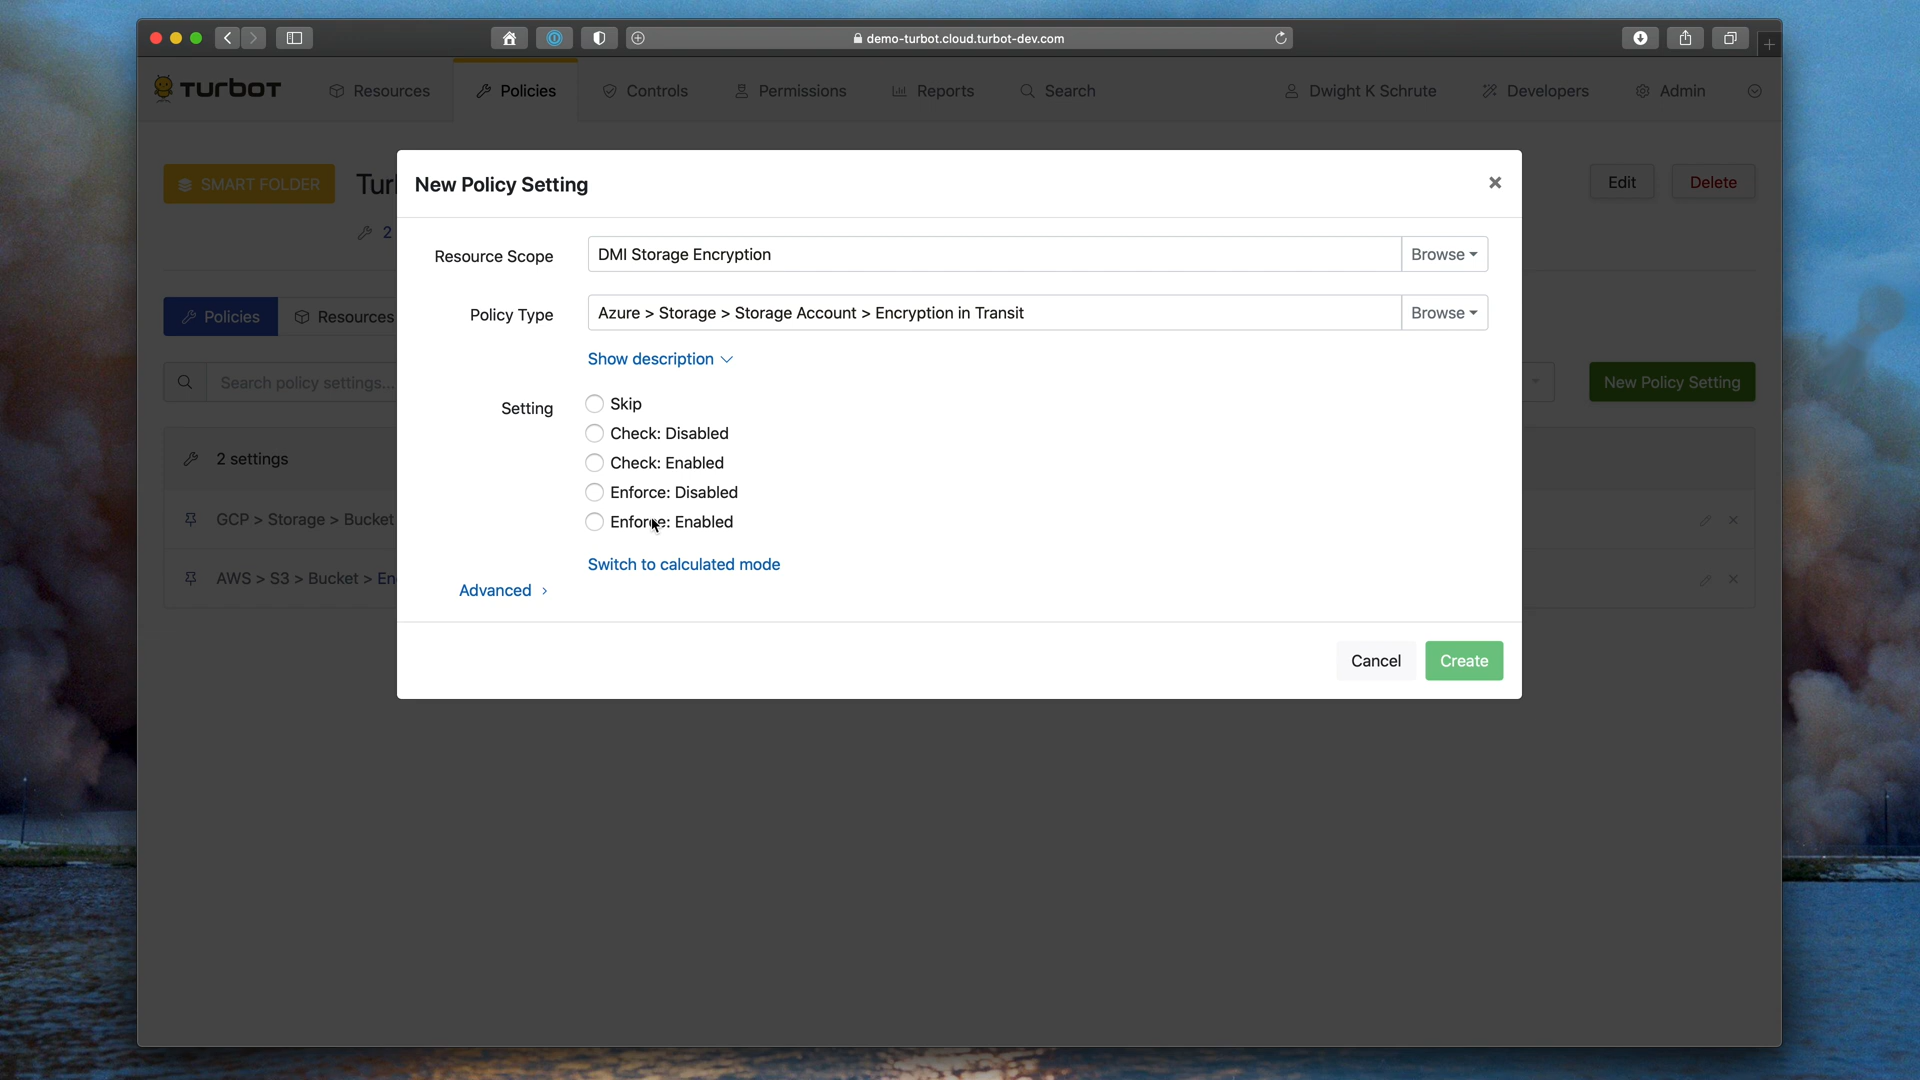 demo-turbot.cloud.turbot-dev.com
TURBOT
Resources
Policies
Controls
Permissions
Reports
Search
Dwight K Schrute
Developers
Admin
SMART FOLDER
Edit
Delete
2
New Policy Setting
Resource Scope
DMI Storage Encryption
Browse
Policy Type
Azure > Storage > Storage Account > Encryption in Transit
Browse
Show description
Policies
Resources
Search policy settings...
New Policy Setting
Setting
Skip
Check: Disabled
Check: Enabled
Enforce: Disabled
Enforce: Enabled
Switch to calculated mode
Advanced
2 settings
GCP > Storage > Bucket
AWS > S3 > Bucket >
Cancel
Create